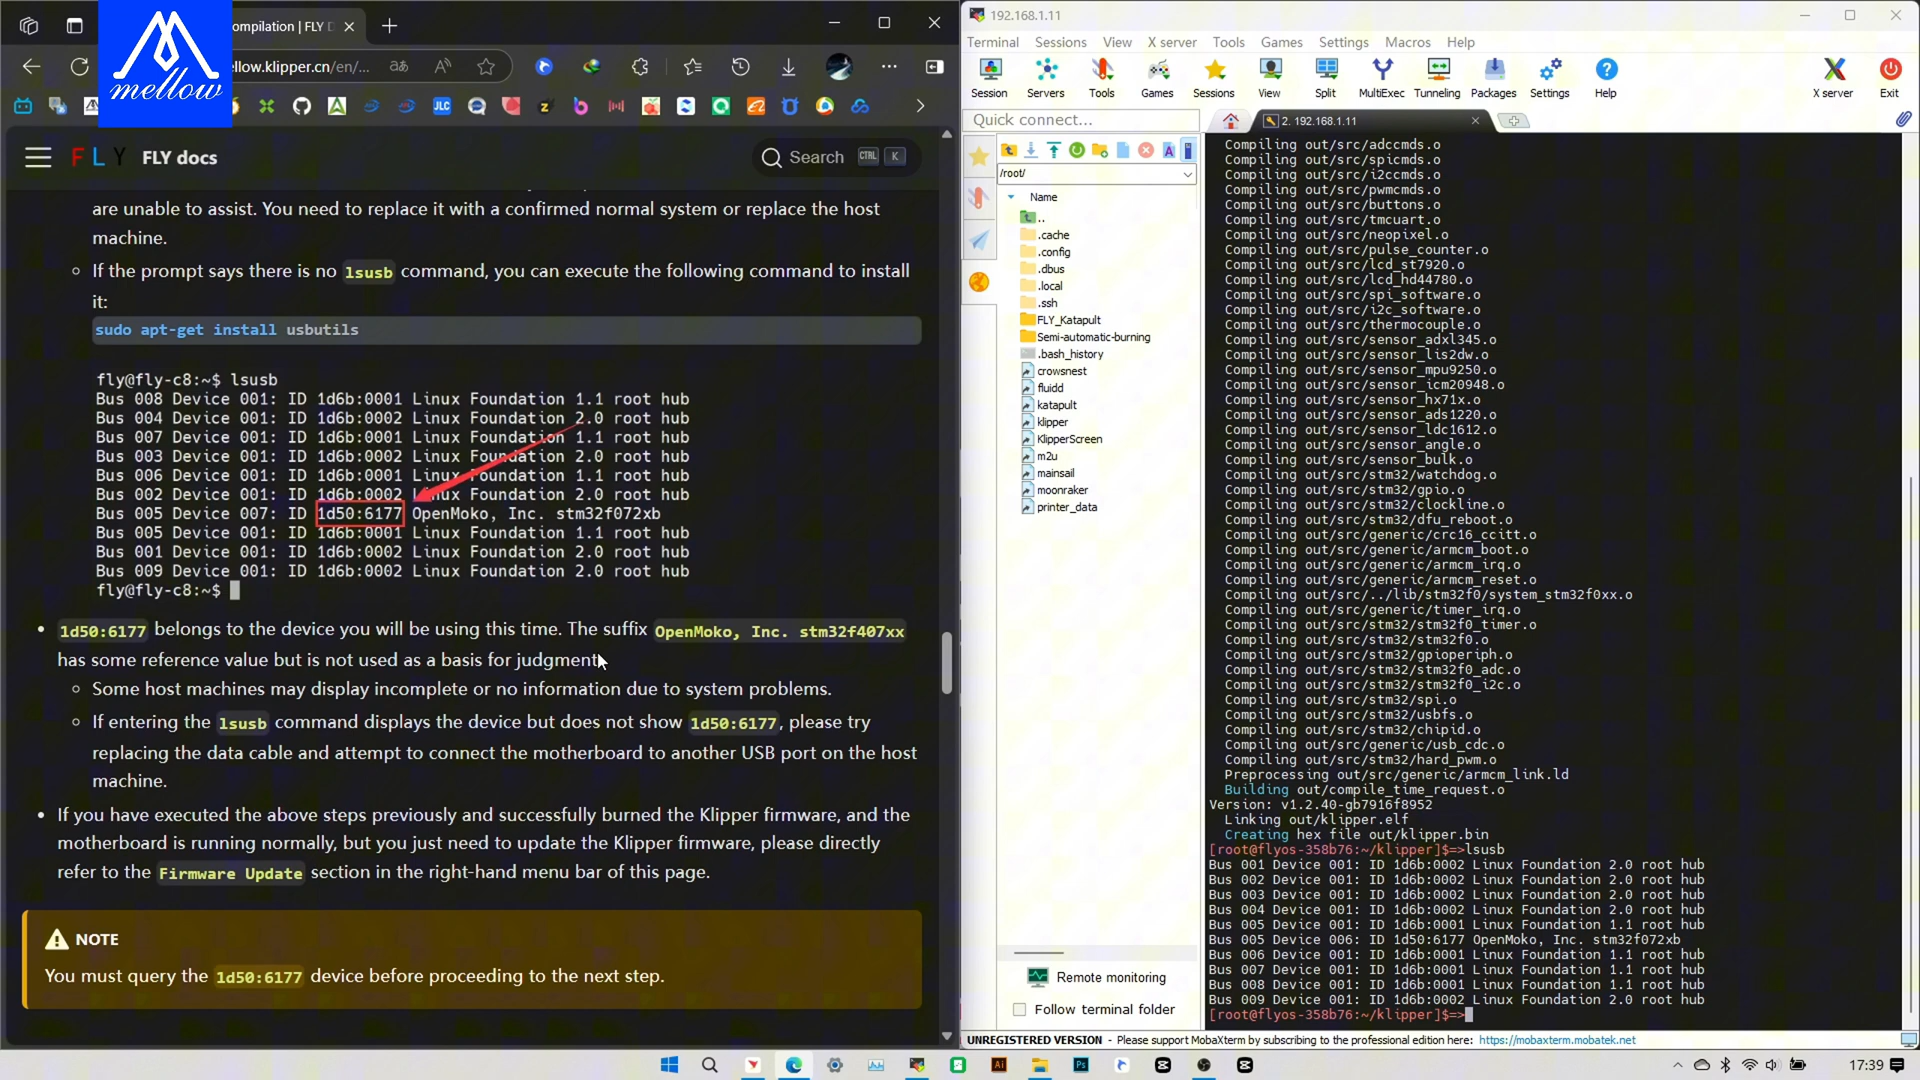 mellow
ompilation | FLY D
llow.klipper.cn/en/...
FLY
FLY docs
Search CTRL K
are unable to assist. You need to replace it with a confirmed normal system or replace the host
machine.
If the prompt says there is no lsusb command, you can execute the following command to install
it:
sudo apt-get install usbutils
fly@fly-c8:~$ lsusb
Bus 008 Device 001: ID 1d6b:0001 Linux Foundation 1.1 root hub
Bus 004 Device 001: ID 1d6b:0002 Linux Foundation 2.0 root hub
Bus 007 Device 001: ID 1d6b:0001 Linux Foundation 1.1 root hub
Bus 003 Device 001: ID 1d6b:0002 Linux Foundation 2.0 root hub
Bus 006 Device 001: ID 1d6b:0001 Linux Foundation 1.1 root hub
Bus 002 Device 001: ID 1d6b:0002 Linux Foundation 2.0 root hub
Bus 005 Device 007: ID 1d50:6177 OpenMoko, Inc. stm32f072xb
Bus 005 Device 001: ID 1d6b:0001 Linux Foundation 1.1 root hub
Bus 001 Device 001: ID 1d6b:0002 Linux Foundation 2.0 root hub
Bus 009 Device 001: ID 1d6b:0002 Linux Foundation 2.0 root hub
fly@fly-c8:~$
1d50:6177 belongs to the device you will be using this time. The suffix OpenMoko, Inc. stm32f407xx
has some reference value but is not used as a basis for judgment.
Some host machines may display incomplete or no information due to system problems.
If entering the lsusb command displays the device but does not show 1d50:6177, please try
replacing the data cable and attempt to connect the motherboard to another USB port on the host
machine.
If you have executed the above steps previously and successfully burned the Klipper firmware, and the
motherboard is running normally, but you just need to update the Klipper firmware, please directly
refer to the Firmware Update section in the right-hand menu bar of this page.
NOTE
You must query the 1d50:6177 device before proceeding to the next step.
192.168.1.11
Terminal Sessions View X server Tools Games Settings Macros Help
Session Servers Tools Games Sessions View Split MultiExec Tunneling Packages Settings Help X server Exit
Quick connect...
2. 192.168.1.11
/root/
Name
..
.cache
.config
.dbus
.local
.ssh
FLY_Katapult
Semi-automatic-burning
.bash_history
crowsnest
fluidd
katapult
klipper
KlipperScreen
m2u
mainsail
moonraker
printer_data
Remote monitoring
Follow terminal folder
Compiling out/src/adccmds.o
Compiling out/src/spicmds.o
Compiling out/src/i2ccmds.o
Compiling out/src/pwmcmds.o
Compiling out/src/buttons.o
Compiling out/src/tmcuart.o
Compiling out/src/neopixel.o
Compiling out/src/pulse_counter.o
Compiling out/src/lcd_st7920.o
Compiling out/src/lcd_hd44780.o
Compiling out/src/spi_software.o
Compiling out/src/i2c_software.o
Compiling out/src/thermocouple.o
Compiling out/src/sensor_adxl345.o
Compiling out/src/sensor_lis2dw.o
Compiling out/src/sensor_mpu9250.o
Compiling out/src/sensor_icm20948.o
Compiling out/src/sensor_hx71x.o
Compiling out/src/sensor_ads1220.o
Compiling out/src/sensor_ldc1612.o
Compiling out/src/sensor_angle.o
Compiling out/src/sensor_bulk.o
Compiling out/src/stm32/watchdog.o
Compiling out/src/stm32/gpio.o
Compiling out/src/stm32/clockline.o
Compiling out/src/stm32/dfu_reboot.o
Compiling out/src/generic/crc16_ccitt.o
Compiling out/src/generic/armcm_boot.o
Compiling out/src/generic/armcm_irq.o
Compiling out/src/generic/armcm_reset.o
Compiling out/src/../lib/stm32f0/system_stm32f0xx.o
Compiling out/src/generic/timer_irq.o
Compiling out/src/stm32/stm32f0_timer.o
Compiling out/src/stm32/stm32f0.o
Compiling out/src/stm32/gpioperiph.o
Compiling out/src/stm32/stm32f0_adc.o
Compiling out/src/stm32/stm32f0_i2c.o
Compiling out/src/stm32/spi.o
Compiling out/src/stm32/usbfs.o
Compiling out/src/stm32/chipid.o
Compiling out/src/generic/usb_cdc.o
Compiling out/src/stm32/hard_pwm.o
Preprocessing out/src/generic/armcm_link.ld
Building out/compile_time_request.o
Version: v1.2.40-gb7916f8952
Linking out/klipper.elf
Creating hex file out/klipper.bin
[root@flyos-358b76:~/klipper]$=>lsusb
Bus 001 Device 001: ID 1d6b:0002 Linux Foundation 2.0 root hub
Bus 002 Device 001: ID 1d6b:0002 Linux Foundation 2.0 root hub
Bus 003 Device 001: ID 1d6b:0002 Linux Foundation 2.0 root hub
Bus 004 Device 001: ID 1d6b:0002 Linux Foundation 2.0 root hub
Bus 005 Device 001: ID 1d6b:0001 Linux Foundation 1.1 root hub
Bus 005 Device 006: ID 1d50:6177 OpenMoko, Inc. stm32f072xb
Bus 006 Device 001: ID 1d6b:0001 Linux Foundation 1.1 root hub
Bus 007 Device 001: ID 1d6b:0001 Linux Foundation 1.1 root hub
Bus 008 Device 001: ID 1d6b:0001 Linux Foundation 1.1 root hub
Bus 009 Device 001: ID 1d6b:0002 Linux Foundation 2.0 root hub
[root@flyos-358b76:~/klipper]$=>
UNREGISTERED VERSION - Please support MobaXterm by subscribing to the professional edition here: https://mobaxterm.mobatek.net
17:39